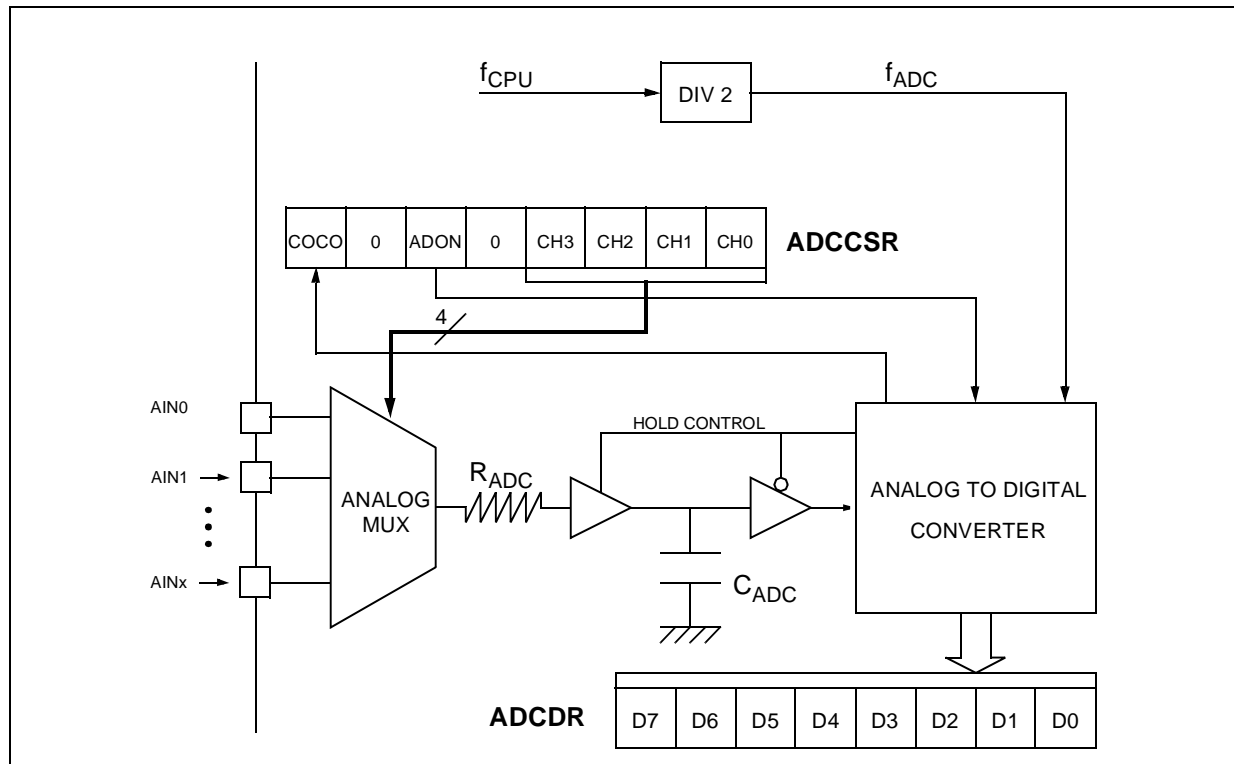 fCPU
DIV 2
fADC
COCO 0 ADON 0 CH3 CH2 CH1 CH0 ADCCSR
4
AIN0
AIN1
AINx
ANALOG
MUX
RADC
HOLD CONTROL
CADC
ANALOG TO DIGITAL
CONVERTER
ADCDR D7 D6 D5 D4 D3 D2 D1 D0